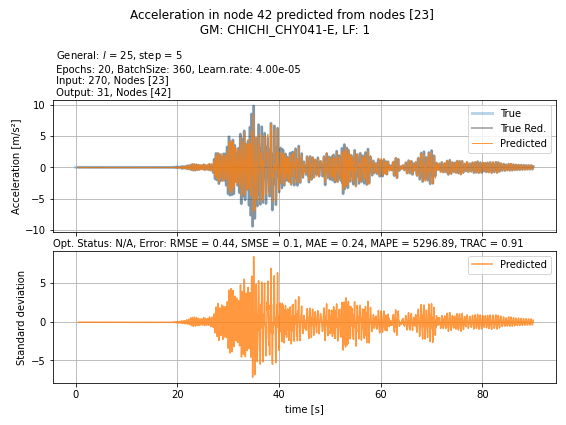 Acceleration in node 42 predicted from nodes [23]
GM: CHICHI_CHY041-E, LF: 1
General: l = 25, step = 5
Epochs: 20, BatchSize: 360, Learn.rate: 4.00e-05
Input: 270, Nodes [23]
Output: 31, Nodes [42]
Acceleration [m/s²]
10
5
0
−5
−10
True
True Red.
Predicted
Opt. Status: N/A, Error: RMSE = 0.44, SMSE = 0.1, MAE = 0.24, MAPE = 5296.89, TRAC = 0.91
Standard deviation
5
0
−5
Predicted
0 20 40 60 80
time [s]